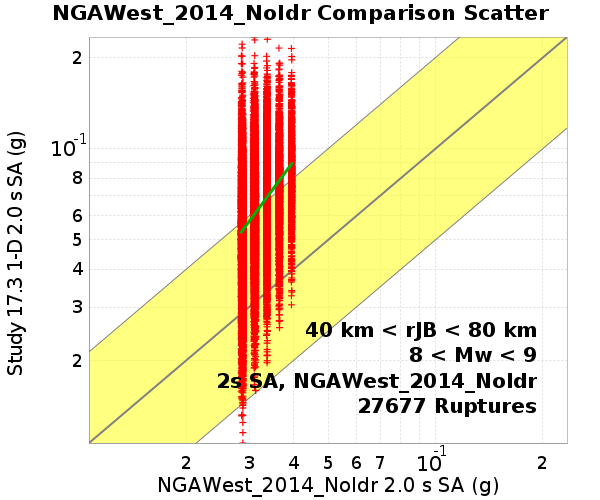 NGAWest_2014_NoIdr Comparison Scatter
Study 17.3 1-D 2.0 s SA (g)
2
10-1
8
6
5
4
3
2
40 km < rJB < 80 km
8 < Mw < 9
2s SA, NGAWest_2014_NoIdr
27677 Ruptures
2 3 4 5 6 7 10-1 2
NGAWest_2014_NoIdr 2.0 s SA (g)